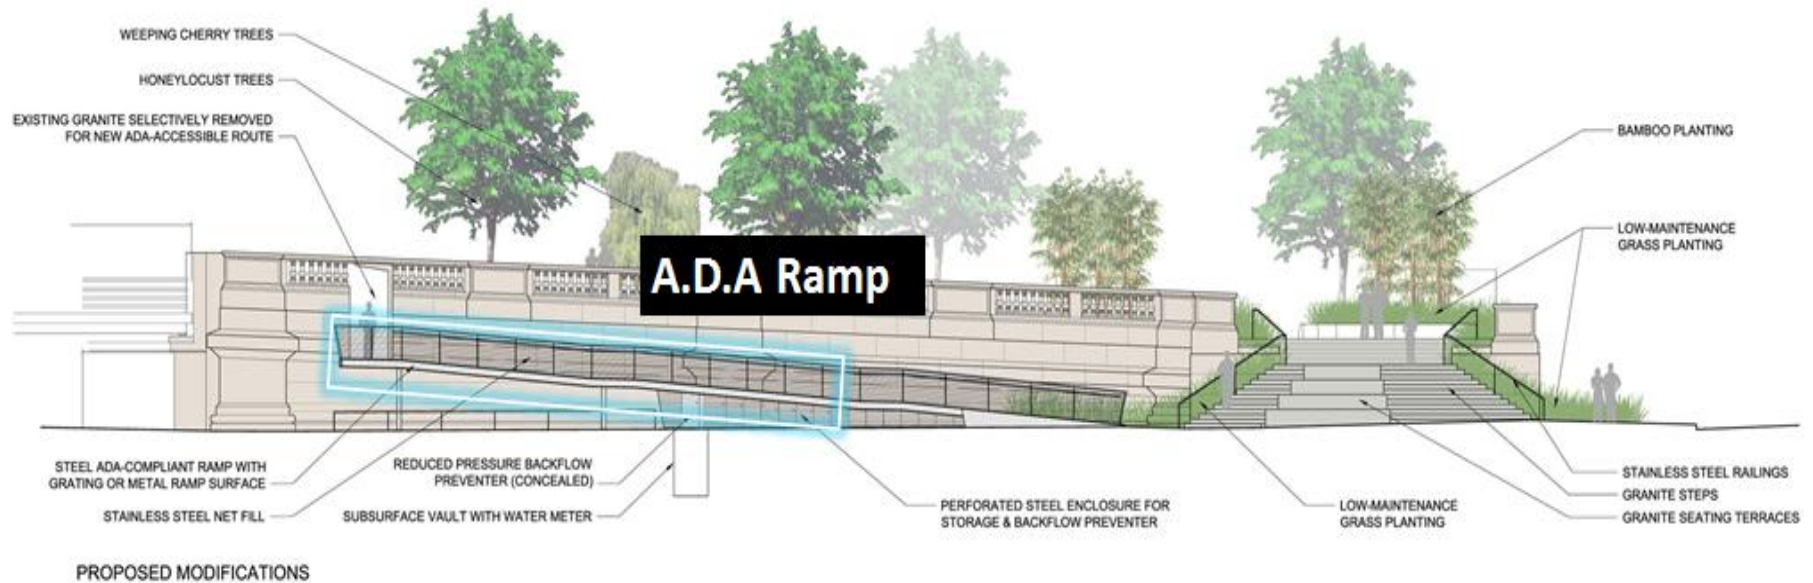 WEEPING CHERRY TREES
HONEYLOCUST TREES
EXISTING GRANITE SELECTIVELY REMOVED
FOR NEW ADA-ACCESSIBLE ROUTE
A.D.A Ramp
BAMBOO PLANTING
LOW-MAINTENANCE
GRASS PLANTING
STEEL ADA-COMPLIANT RAMP WITH
GRATING OR METAL RAMP SURFACE
STAINLESS STEEL NET FILL
REDUCED PRESSURE BACKFLOW
PREVENTER (CONCEALED)
SUBSURFACE VAULT WITH WATER METER
PERFORATED STEEL ENCLOSURE FOR
STORAGE & BACKFLOW PREVENTER
LOW-MAINTENANCE
GRASS PLANTING
STAINLESS STEEL RAILINGS
GRANITE STEPS
GRANITE SEATING TERRACES
PROPOSED MODIFICATIONS